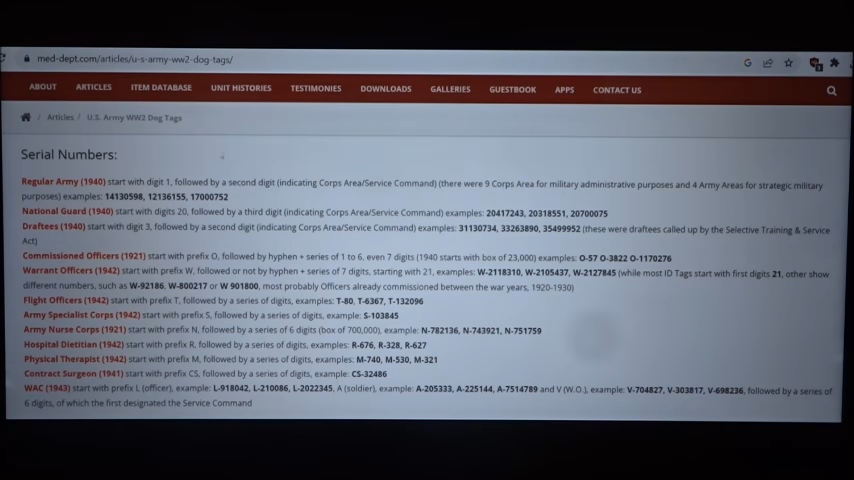 med-dept.com/articles/u-s-army-ww2-dog-tags/
ABOUT ARTICLES ITEM DATABASE UNIT HISTORIES TESTIMONIES DOWNLOADS GALLERIES GUESTBOOK APPS CONTACT US
/ Articles / U.S. Army WW2 Dog Tags
Serial Numbers:
Regular Army (1940) start with digit 1, followed by a second digit (indicating Corps Area/Service Command) (there were 9 Corps Area for military administrative purposes and 4 Army Areas for strategic military
purposes) examples: 14130598, 12136155, 17000752
National Guard (1940) start with digits 20, followed by a third digit (indicating Corps Area/Service Command) examples: 20417243, 20318551, 20700075
Draftees (1940) start with digit 3, followed by a second digit (indicating Corps Area/Service Command) examples: 31130734, 33263890, 35499952 (these were draftees called up by the Selective Training & Service
Act)
Commissioned Officers (1921) start with prefix O, followed by hyphen + series of 1 to 6, even 7 digits (1940 starts with box of 23,000) examples: O-57 O-3822 O-1170276
Warrant Officers (1942) start with prefix W, followed or not by hyphen + series of 7 digits, starting with 21, examples: W-2118310, W-2105437, W-2127845 (while most ID Tags start with first digits 21, other show
different numbers, such as W-92186, W-800217 or W 901800, most probably Officers already commissioned between the war years, 1920-1930)
Flight Officers (1942) start with prefix T, followed by a series of digits, examples: T-80, T-6367, T-132096
Army Specialist Corps (1942) start with prefix S, followed by a series of digits, example: S-103845
Army Nurse Corps (1921) start with prefix N, followed by a series of 6 digits (box of 700,000), example: N-782136, N-743921, N-751759
Hospital Dietitian (1942) start with prefix R, followed by a series of digits, examples: R-676, R-328, R-627
Physical Therapist (1942) start with prefix M, followed by a series of digits, examples: M-740, M-530, M-321
Contract Surgeon (1941) start with prefix CS, followed by a series of digits, example: CS-32486
WAC (1943) start with prefix L (officer), example: L-918042, L-210086, L-2022345, A (soldier), example: A-205333, A-225144, A-7514789 and V (W.O.), example: V-704827, V-303817, V-698236, followed by a series of
6 digits, of which the first designated the Service Command